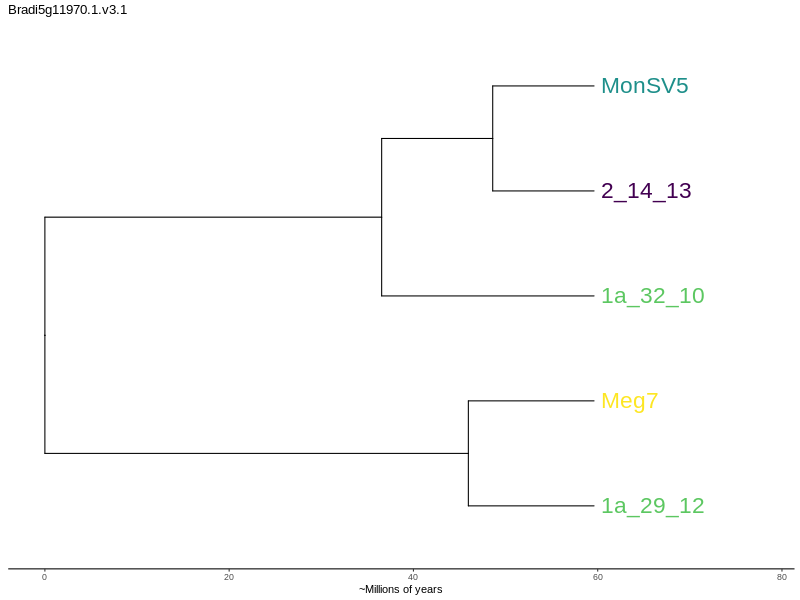 Bradi5g11970.1.v3.1
MonSV5
2_14_13
1a_32_10
Meg7
1a_29_12
0 20 40 60 80
~Millions of years